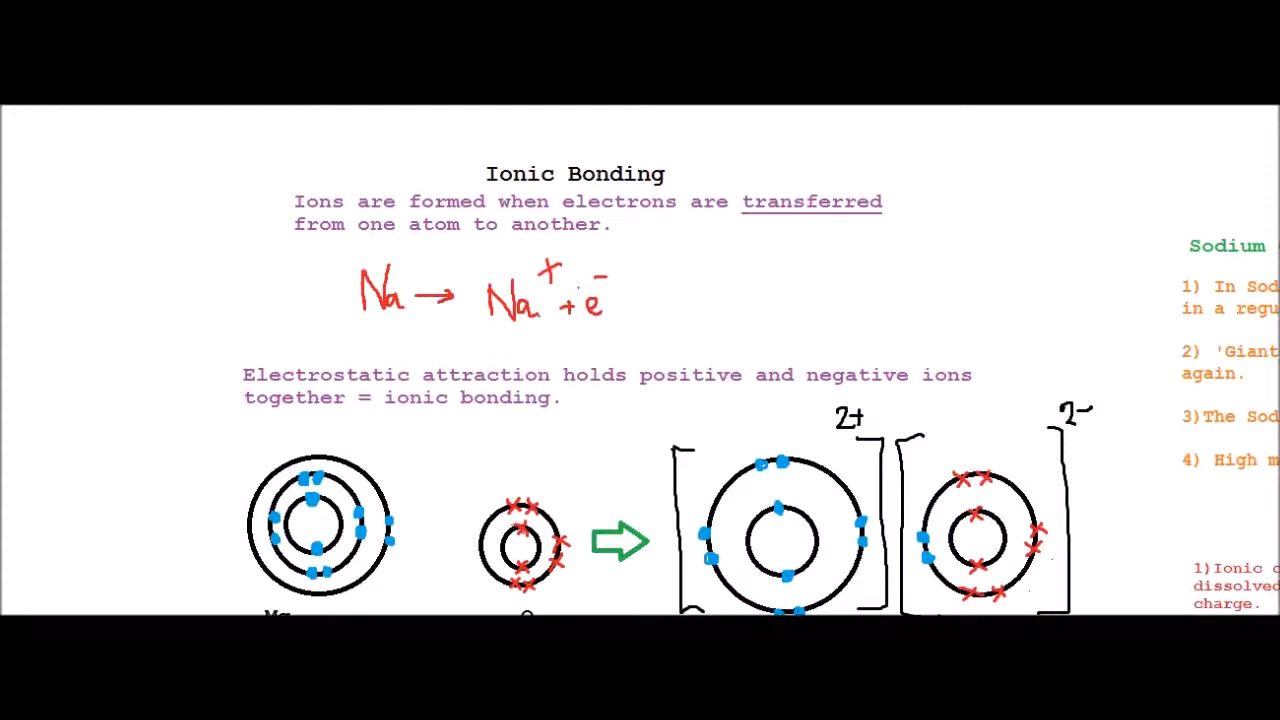 Ionic Bonding
Ions are formed when electrons are transferred
from one atom to another.
Na → Na⁺ + e⁻
Electrostatic attraction holds positive and negative ions
together = ionic bonding.
2+
2-
Sodium
1) In Sod
in a regu
2) 'Giant
again.
3)The Sod
4) High m
1)Ionic c
dissolved
charge.